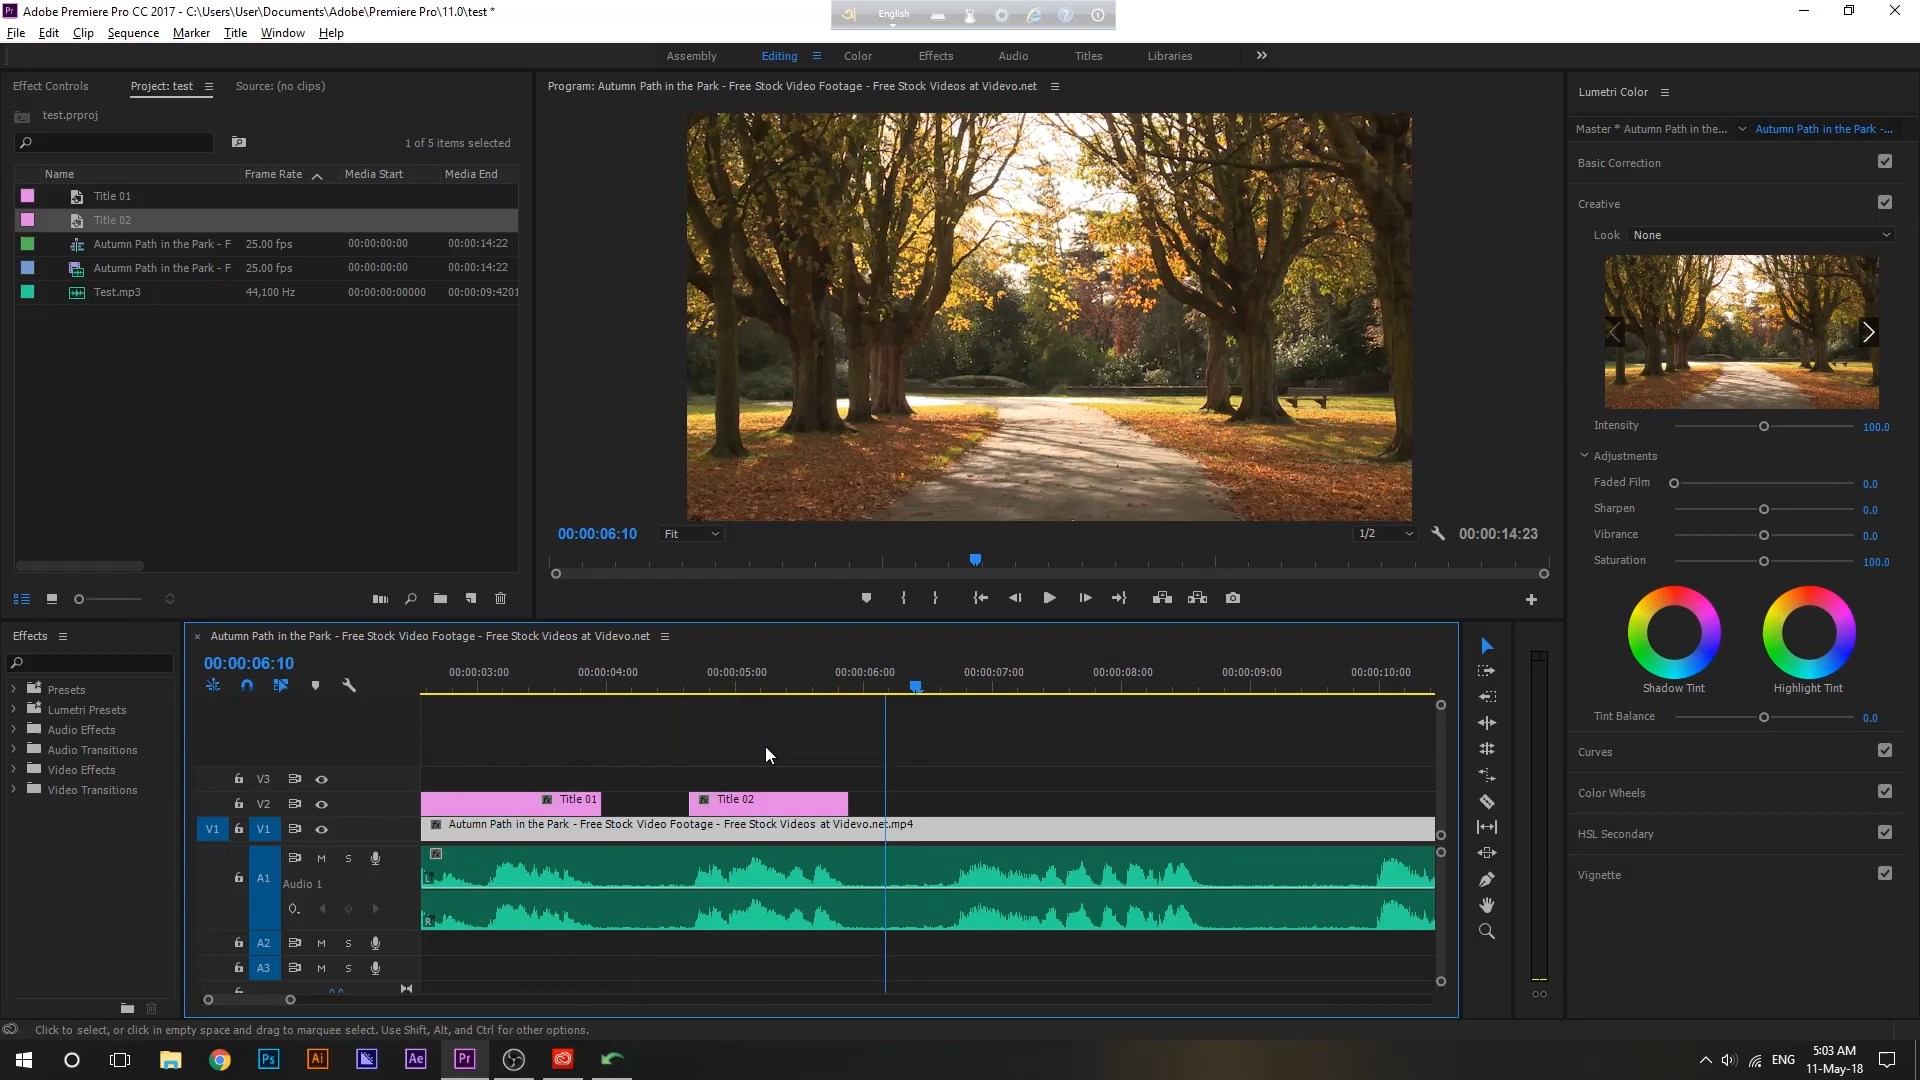 Adobe Premiere Pro CC 2017 - C:\Users\User\Documents\Adobe\Premiere Pro\11.0\test *
English
File Edit Clip Sequence Marker Title Window Help
Assembly Editing Color Effects Audio Titles Libraries
Effect Controls Project: test Source: (no clips)
test.prproj
1 of 5 items selected
Name Frame Rate Media Start Media End
Title 01
Title 02
Autumn Path in the Park - F 25.00 fps 00:00:00:00 00:00:14:22
Autumn Path in the Park - F 25.00 fps 00:00:00:00 00:00:14:22
Test.mp3 44,100 Hz 00:00:00:00000 00:00:09:4201
Program: Autumn Path in the Park - Free Stock Video Footage - Free Stock Videos at Videvo.net
00:00:06:10 Fit 1/2 00:00:14:23
Lumetri Color
Master * Autumn Path in the... Autumn Path in the Park -...
Basic Correction
Creative
Look None
Intensity 100.0
Adjustments
Faded Film 0.0
Sharpen 0.0
Vibrance 0.0
Saturation 100.0
Shadow Tint Highlight Tint
Tint Balance 0.0
Curves
Color Wheels
HSL Secondary
Vignette
Effects
Presets
Lumetri Presets
Audio Effects
Audio Transitions
Video Effects
Video Transitions
Autumn Path in the Park - Free Stock Video Footage - Free Stock Videos at Videvo.net
00:00:06:10
00:00:03:00 00:00:04:00 00:00:05:00 00:00:06:00 00:00:07:00 00:00:08:00 00:00:09:00 00:00:10:00
V3
V2 fx Title 01 fx Title 02
V1 V1 fx Autumn Path in the Park - Free Stock Video Footage - Free Stock Videos at Videvo.net.mp4
M S fx
A1 L
Audio 1
R
A2 M S
A3 M S
0.0
Click to select, or click in empty space and drag to marquee select. Use Shift, Alt, and Ctrl for other options.
Ps Ai Ae Pr
ENG
5:03 AM
11-May-18